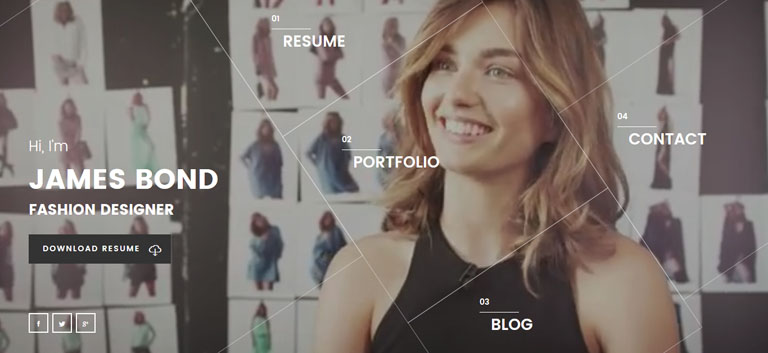 01
RESUME
02
PORTFOLIO
04
CONTACT
Hi, I'm
JAMES BOND
FASHION DESIGNER
DOWNLOAD RESUME
03
BLOG
f
g+